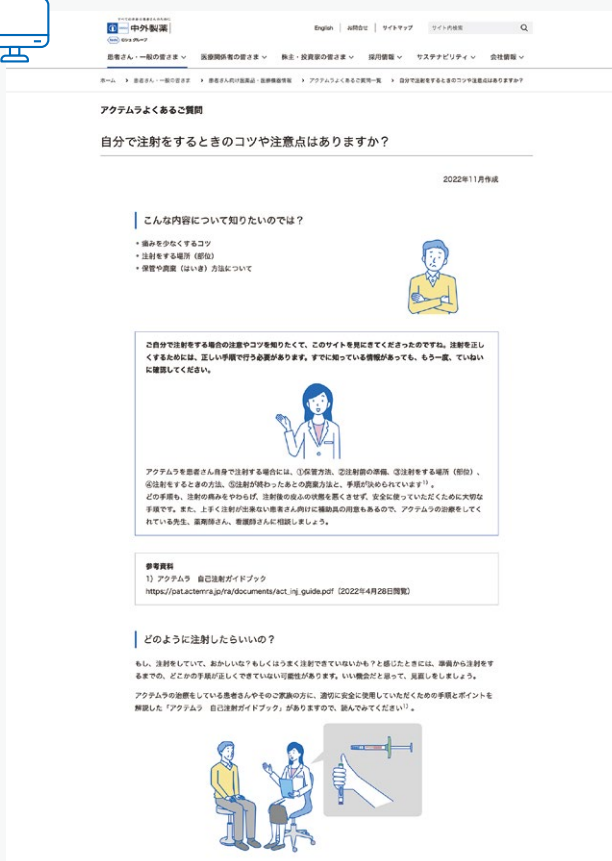 中外製薬
Roche ロシュ グループ
English お問合せ サイトマップ サイト内検索
患者さん・一般の皆さま 医療関係者の皆さま 株主・投資家の皆さま 採用情報 サステナビリティ 会社情報
ホーム 患者さん・一般の皆さま 患者さん向け医薬品・医療機器情報 アクテムラよくあるご質問一覧 自分で注射をするときのコツや注意点はありますか?
アクテムラよくあるご質問
自分で注射をするときのコツや注意点はありますか?
2022年11月作成
こんな内容について知りたいのでは?
• 痛みを少なくするコツ
• 注射をする場所(部位)
• 保管や廃棄(はいき)方法について
ご自分で注射をする場合の注意やコツを知りたくて、このサイトを見にきてくださったのですね。注射を正し
くするためには、正しい手順で行う必要があります。すでに知っている情報があっても、もう一度、ていねい
に確認してください。
アクテムラを患者さん自身で注射する場合には、①保管方法、②注射前の準備、③注射をする場所(部位)、
④注射をするときの方法、⑤注射が終わったあとの廃棄方法と、手順が決められています1)。
どの手順も、注射の痛みをやわらげ、注射後の皮ふの状態を悪くさせず、安全に使っていただくために大切な
手順です。また、上手く注射が出来ない患者さん向けに補助具の用意もあるので、アクテムラの治療をしてく
れている先生、薬剤師さん、看護師さんに相談しましょう。
参考資料
1)アクテムラ 自己注射ガイドブック
https://pat.actemra.jp/ra/documents/act_inj_guide.pdf(2022年4月28日閲覧)
どのように注射したらいいの?
もし、注射をしていて、おかしいな?もしくはうまく注射できていないかも?と感じたときには、準備から注射をす
るまでの、どこかの手順が正しくできていない可能性があります。いい機会だと思って、見直しをしましょう。
アクテムラの治療をしている患者さんやそのご家族の方に、適切に安全に使用していただくための手順とポイントを
解説した「アクテムラ 自己注射ガイドブック」がありますので、読んでみてください1)。